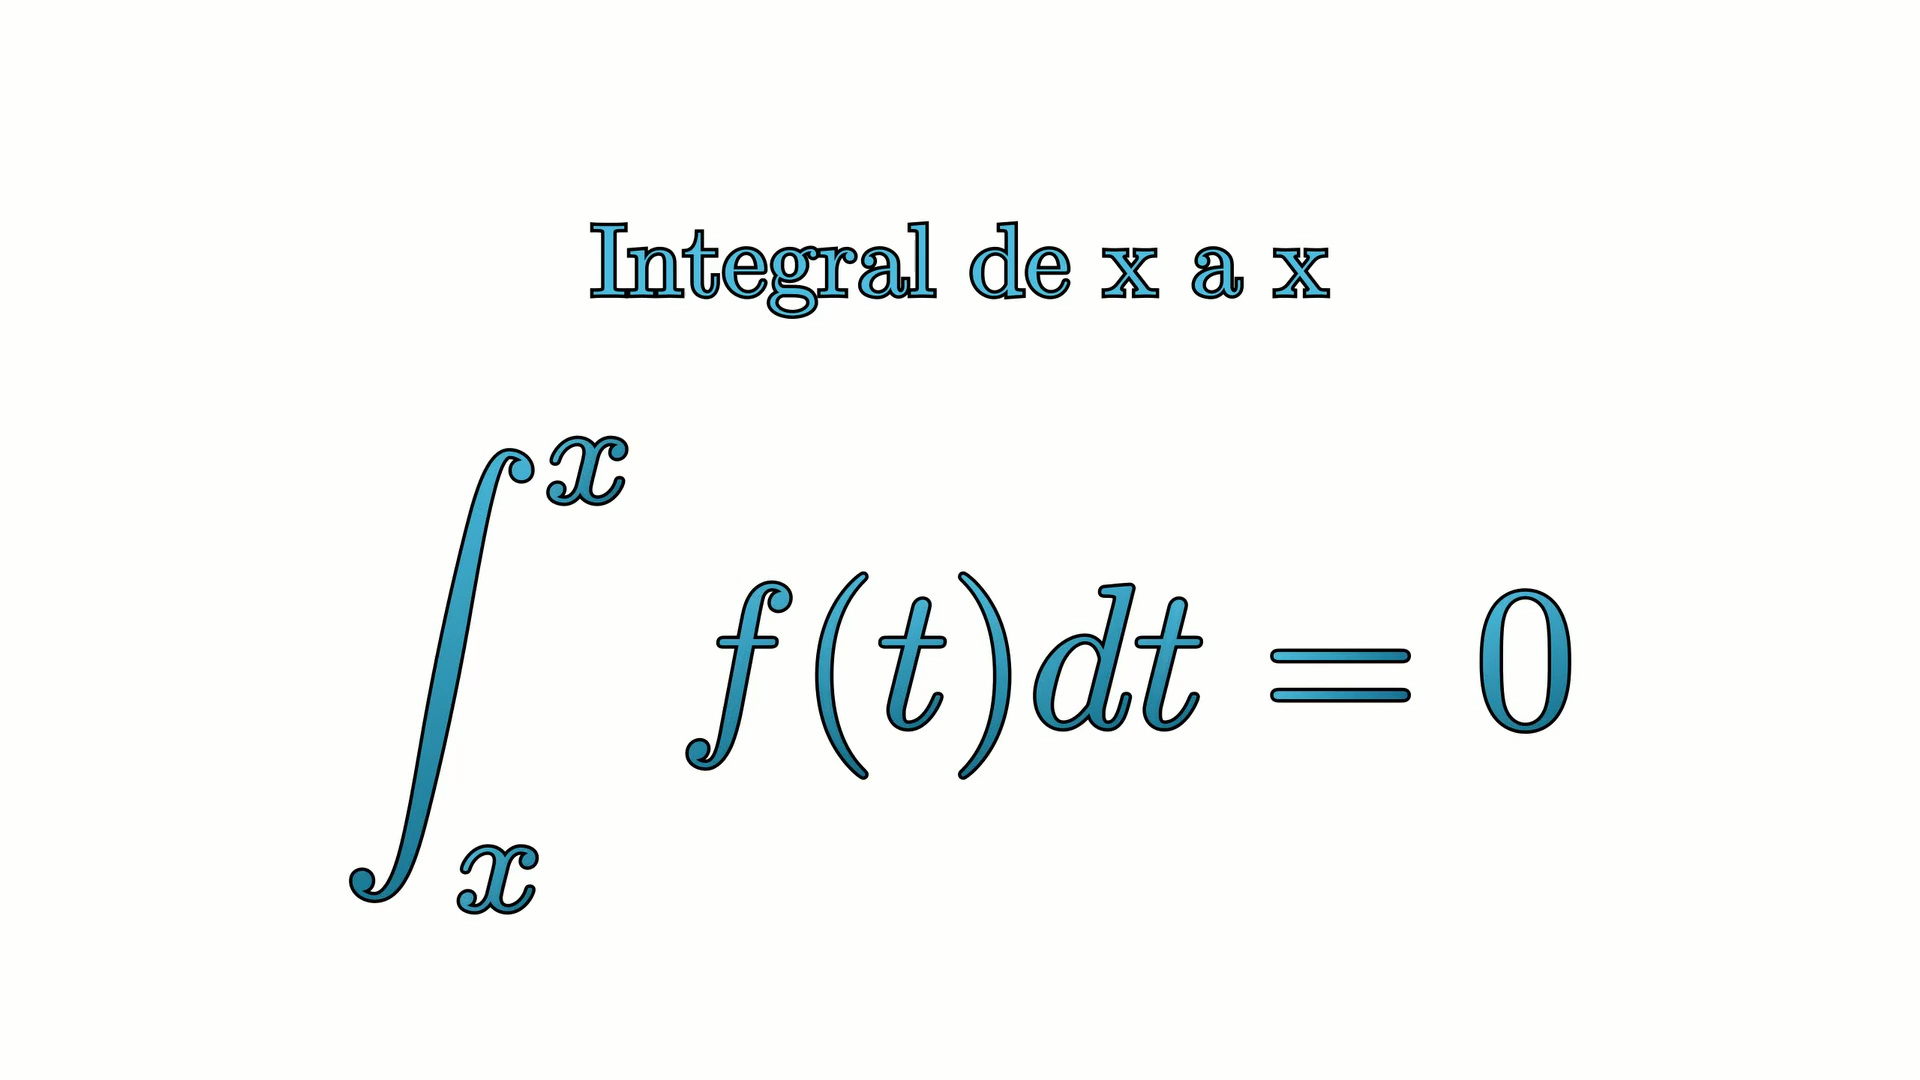 Integral de x a x
∫ₓˣ f(t)dt = 0